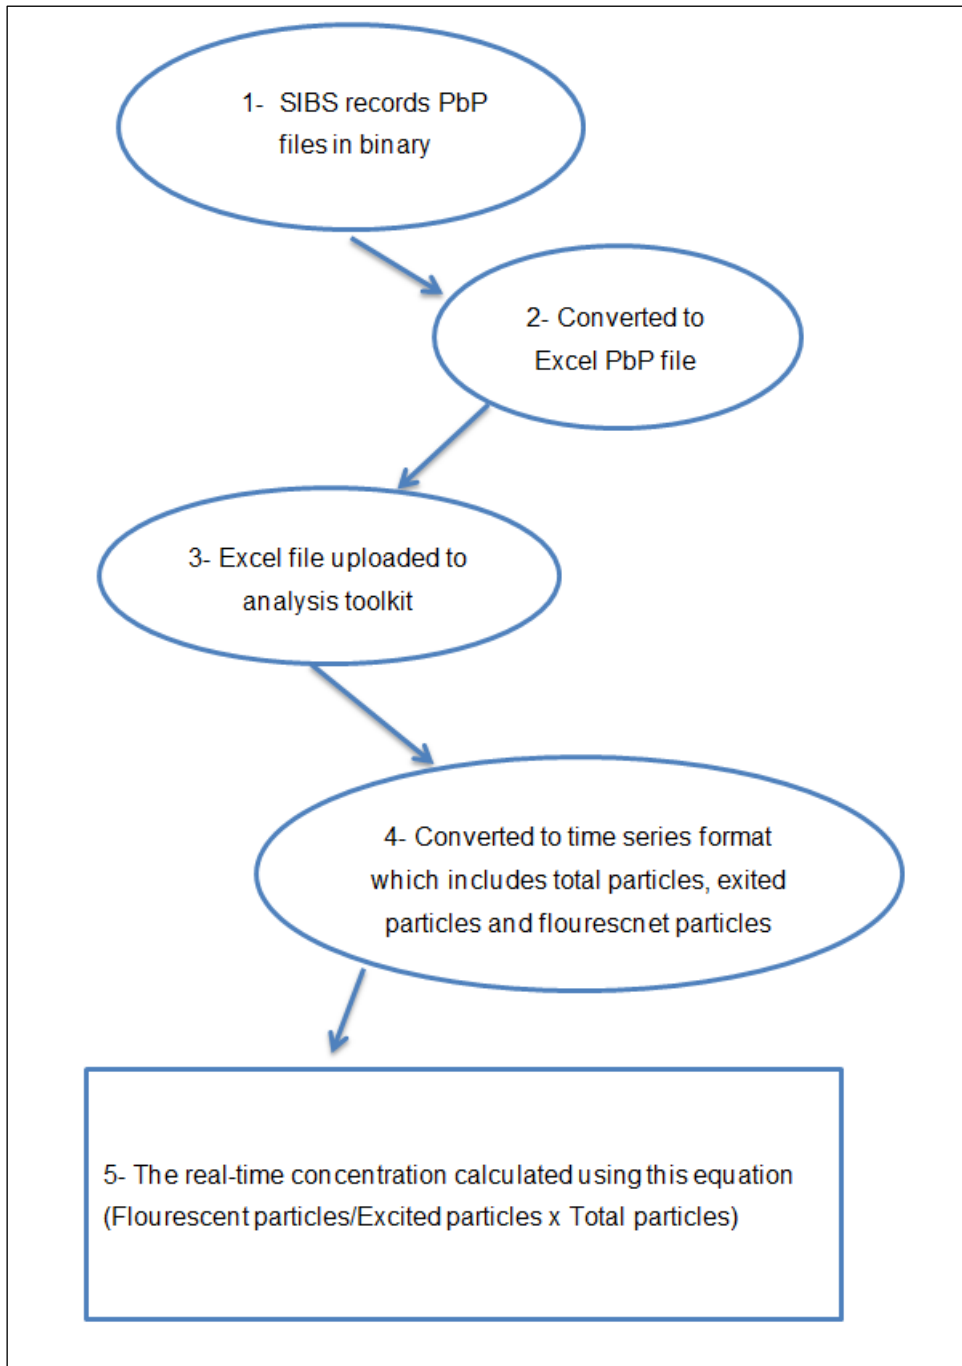 1- SIBS records PbP
files in binary
2- Converted to
Excel PbP file
3- Excel file uploaded to
analysis toolkit
4- Converted to time series format
which includes total particles, exited
particles and flourescnet particles
5- The real-time concentration calculated using this equation
(Flourescent particles/Excited particles x Total particles)